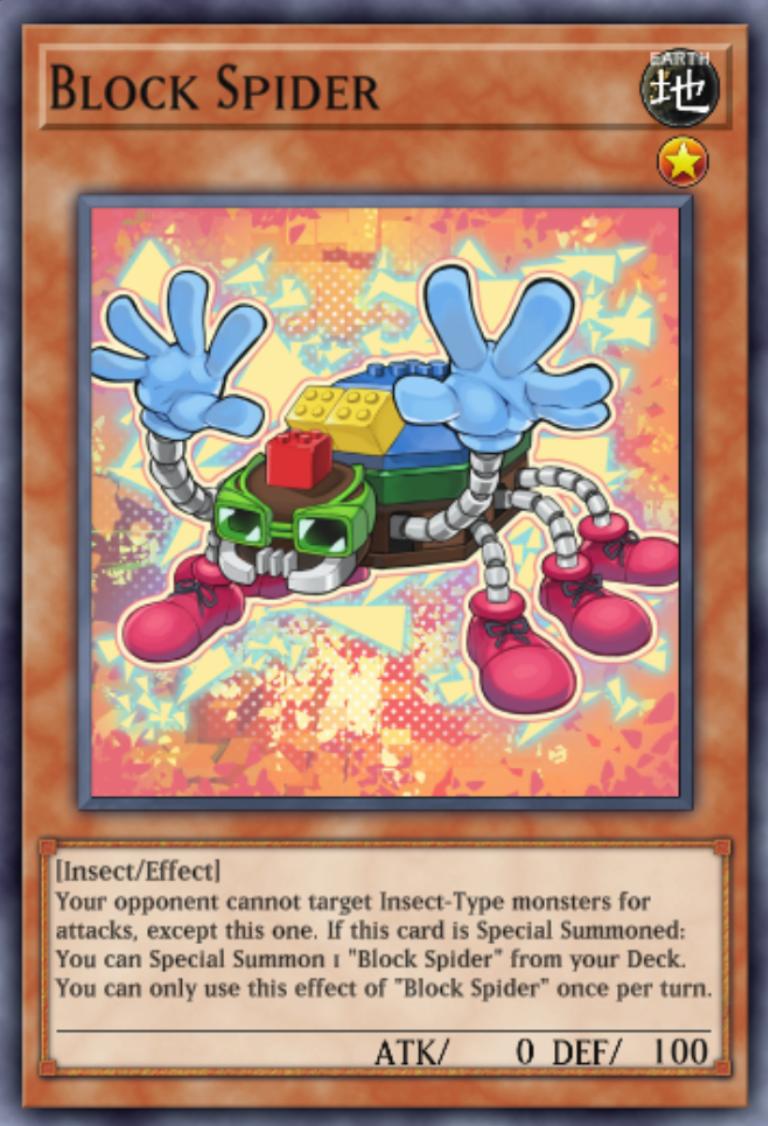 BLOCK SPIDER
EARTH
地
[Insect/Effect]
Your opponent cannot target Insect-Type monsters for
attacks, except this one. If this card is Special Summoned:
You can Special Summon 1 "Block Spider" from your Deck.
You can only use this effect of "Block Spider" once per turn.
ATK/ 0 DEF/ 100